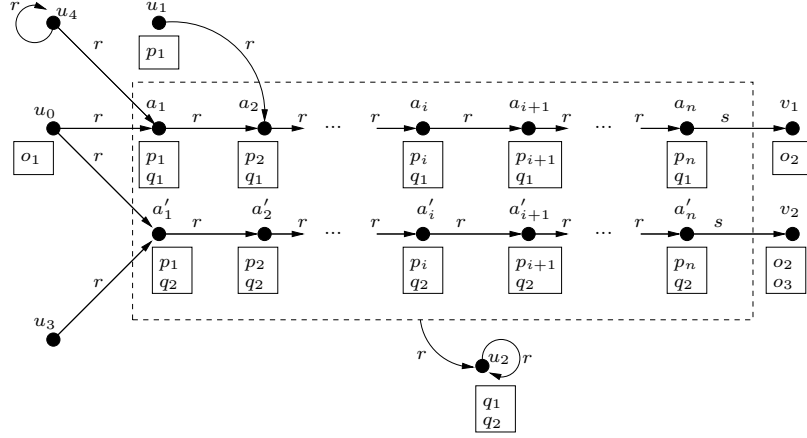 r u₄ u₁
r p₁ r
u₀ r a₁ r a₂ r ... r aᵢ r aᵢ₊₁ r ... r aₙ s v₁
o₁ r p₁ p₂ pᵢ pᵢ₊₁ pₙ o₂
q₁ q₁ q₁ q₁ q₁
a′₁ r a′₂ r ... r a′ᵢ r a′ᵢ₊₁ r ... r a′ₙ s v₂
r p₁ p₂ pᵢ pᵢ₊₁ pₙ o₂
q₂ q₂ q₂ q₂ q₂ o₃
u₃
r u₂ r
q₁
q₂